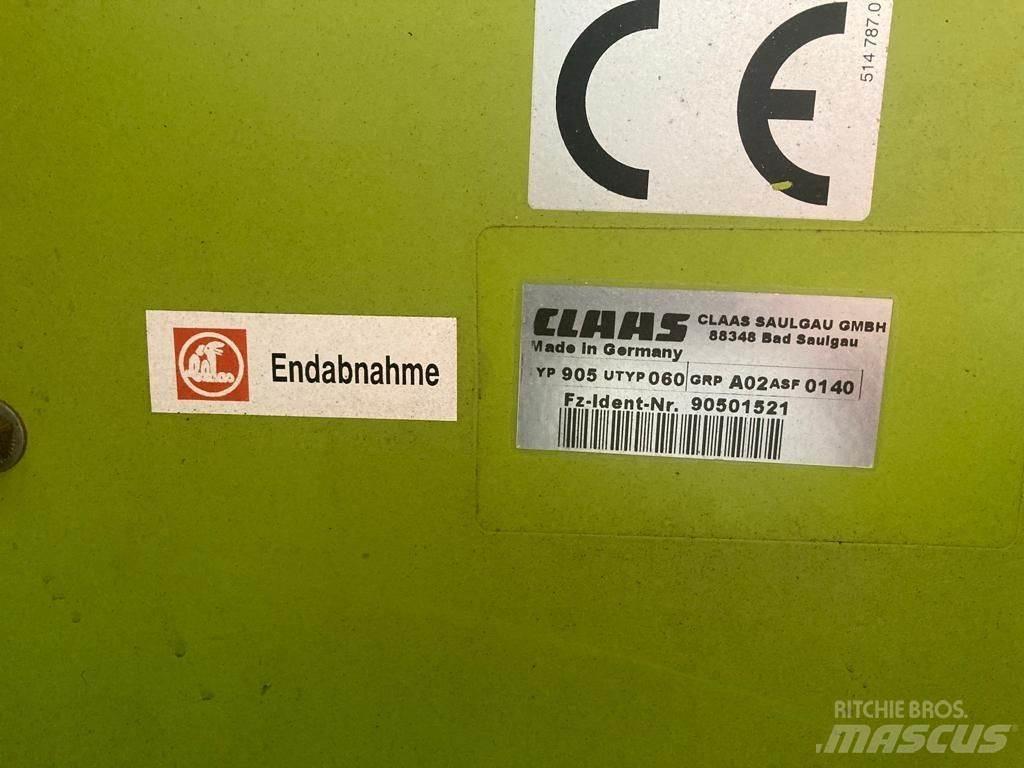 CE
514 787.0
CLAAS CLAAS SAULGAU GMBH
88348 Bad Saulgau
Made in Germany
YP 905 UTYP 060 GRP A02 ASF 0140
Fz-Ident-Nr. 90501521
Endabnahme
RITCHIE BROS.
MASCUS